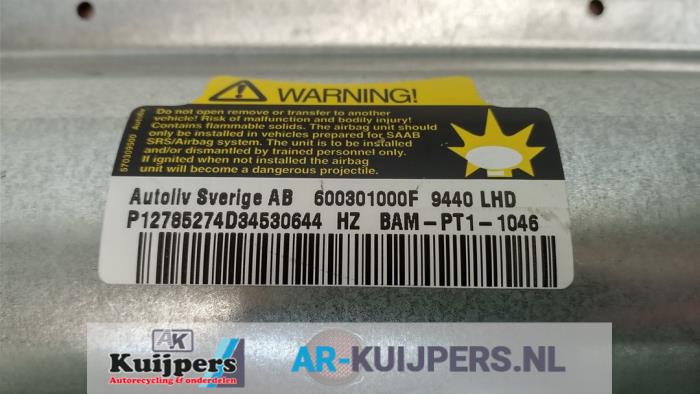 WARNING!
Do not open remove or transfer to another
vehicle! Risk of malfunction and bodily injury!
Contains flammable solids. The airbag unit should
only be installed in vehicles prepared for SAAB
SRS/Airbag system. The unit is to be installed
and/or dismantled by trained personnel only.
If ignited when not installed the airbag
unit will become a dangerous projectile.
570309500 Autoliv
Autoliv Sverige AB 600301000F 9440 LHD
P12785274D34530644 HZ BAM-PT1-1046
AK
Kuijpers
Autorecycling & onderdelen
AR-KUIJPERS.NL